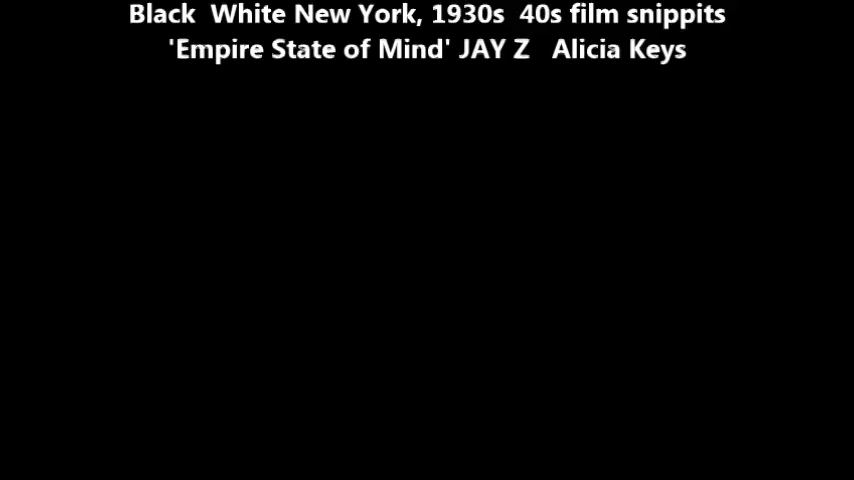 Black  White New York, 1930s  40s film snippits
'Empire State of Mind' JAY Z   Alicia Keys